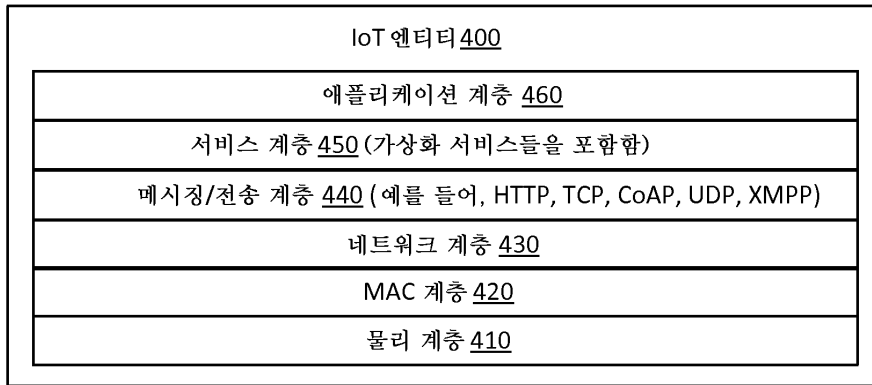 IoT 엔티티 400
애플리케이션 계층 460
서비스 계층 450 (가상화 서비스들을 포함함)
메시징/전송 계층 440 (예를 들어, HTTP, TCP, CoAP, UDP, XMPP)
네트워크 계층 430
MAC 계층 420
물리 계층 410